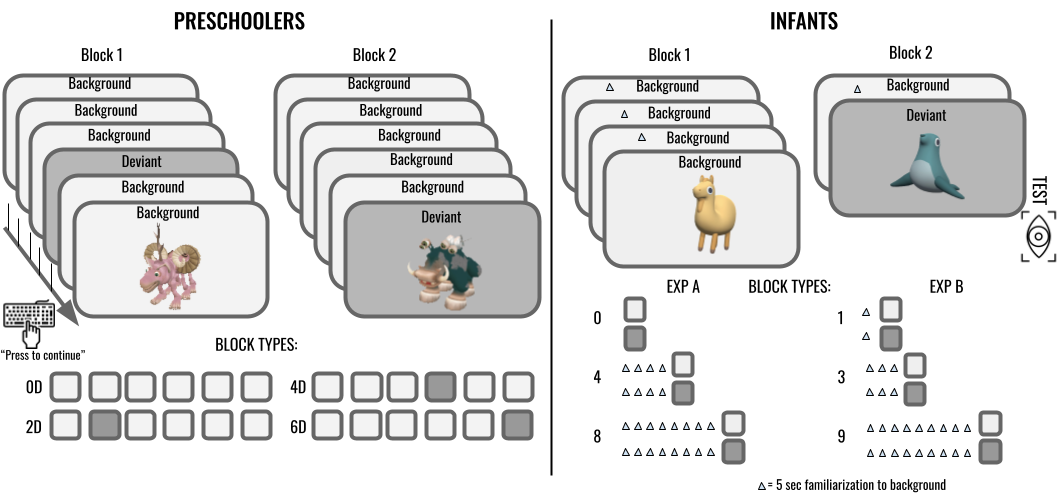 PRESCHOOLERS
Block 1
Background
Background
Background
Deviant
Background
Background
"Press to continue"
Block 2
Background
Background
Background
Background
Background
Deviant
BLOCK TYPES:
0D
4D
2D
6D
INFANTS
Block 1
Background
Background
Background
Background
Block 2
Background
Deviant
TEST
EXP A
BLOCK TYPES:
EXP B
0
4
8
1
3
9
△= 5 sec familiarization to background